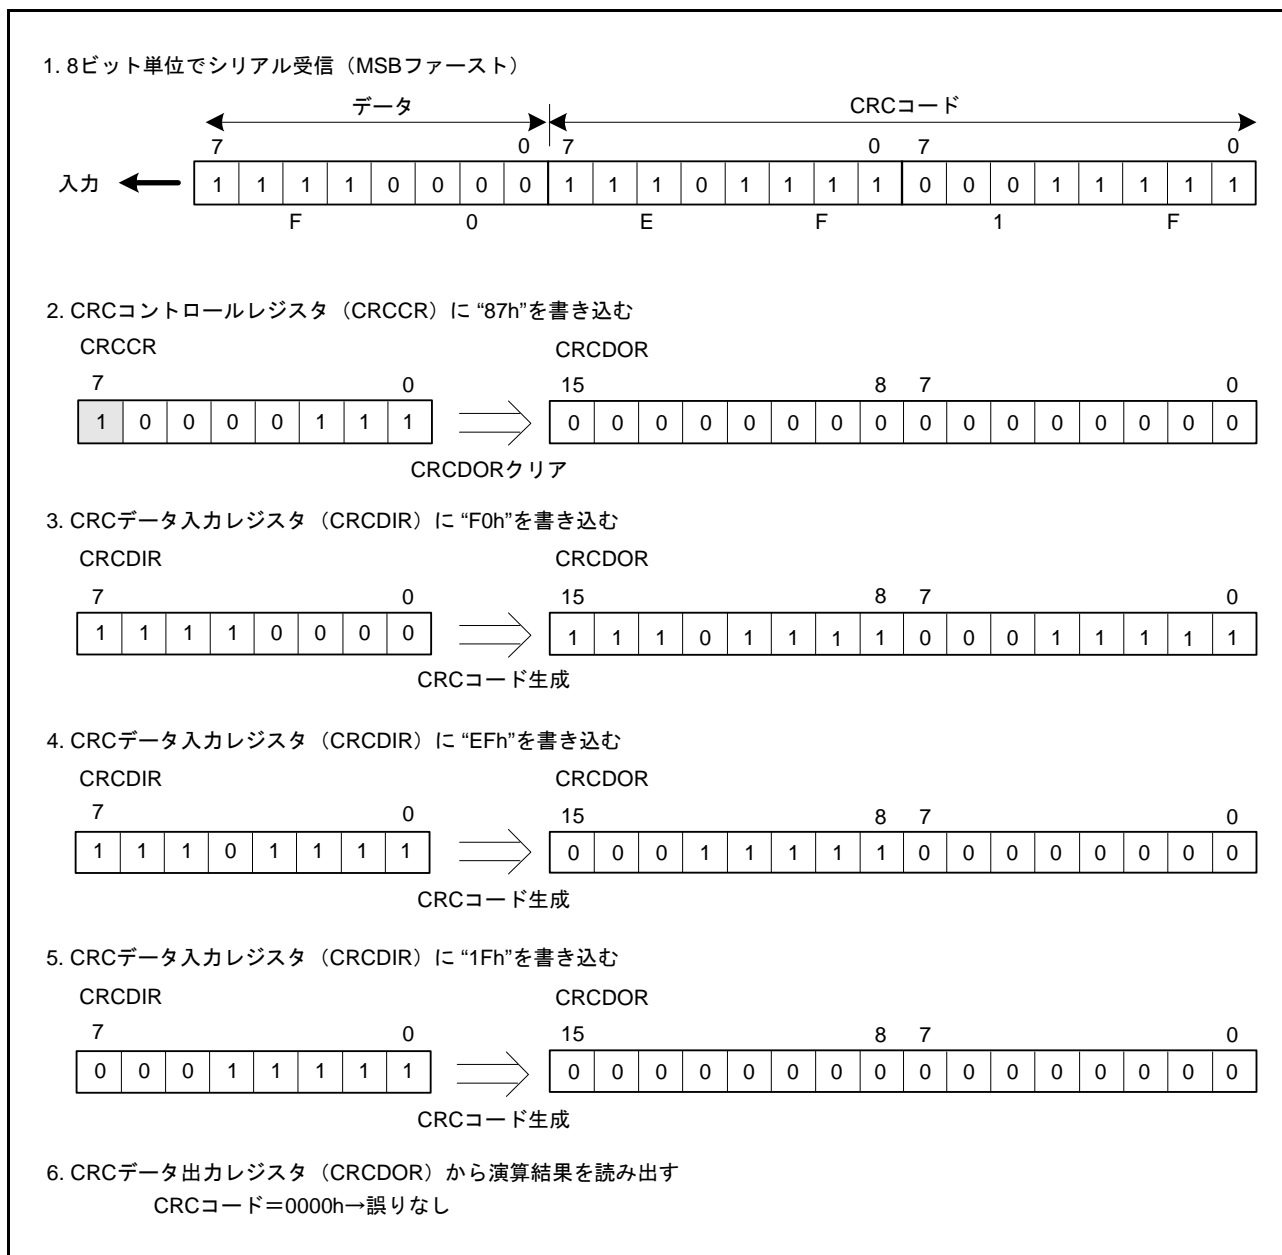 1. 8ビット単位でシリアル受信（MSBファースト）
データ CRCコード
7 0 7 0 7 0
入力 1 1 1 1 0 0 0 0 1 1 1 0 1 1 1 1 0 0 0 1 1 1 1 1
F 0 E F 1 F
2. CRCコントロールレジスタ（CRCCR）に “87h”を書き込む
CRCCR CRCDOR
7 0 15 8 7 0
1 0 0 0 0 1 1 1 0 0 0 0 0 0 0 0 0 0 0 0 0 0 0 0
CRCDORクリア
3. CRCデータ入力レジスタ（CRCDIR）に “F0h”を書き込む
CRCDIR CRCDOR
7 0 15 8 7 0
1 1 1 1 0 0 0 0 1 1 1 0 1 1 1 1 0 0 0 1 1 1 1 1
CRCコード生成
4. CRCデータ入力レジスタ（CRCDIR）に “EFh”を書き込む
CRCDIR CRCDOR
7 0 15 8 7 0
1 1 1 0 1 1 1 1 0 0 0 1 1 1 1 1 0 0 0 0 0 0 0 0
CRCコード生成
5. CRCデータ入力レジスタ（CRCDIR）に “1Fh”を書き込む
CRCDIR CRCDOR
7 0 15 8 7 0
0 0 0 1 1 1 1 1 0 0 0 0 0 0 0 0 0 0 0 0 0 0 0 0
CRCコード生成
6. CRCデータ出力レジスタ（CRCDOR）から演算結果を読み出す
CRCコード＝0000h→誤りなし